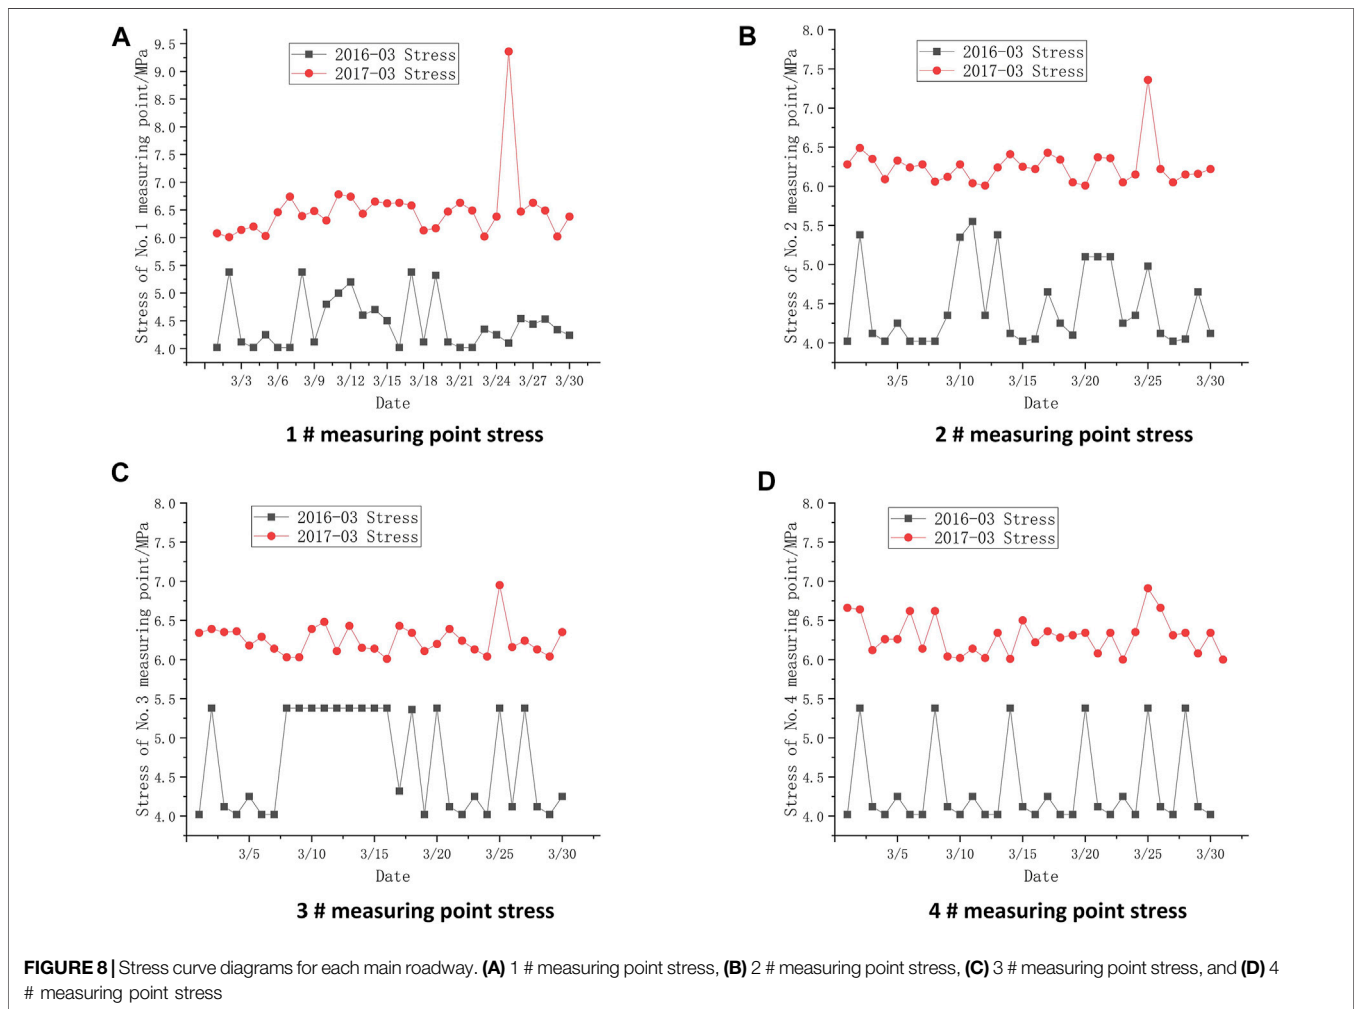 A
Stress of No.1 measuring point/MPa
9.5
9.0
8.5
8.0
7.5
7.0
6.5
6.0
5.5
5.0
4.5
4.0
2016-03 Stress
2017-03 Stress
3/3 3/6 3/9 3/12 3/15 3/18 3/21 3/24 3/27 3/30
Date
1 # measuring point stress
B
Stress of No.2 measuring point/MPa
8.0
7.5
7.0
6.5
6.0
5.5
5.0
4.5
4.0
2016-03 Stress
2017-03 Stress
3/5 3/10 3/15 3/20 3/25 3/30
Date
2 # measuring point stress
C
Stress of No.3 measuring point/MPa
8.0
7.5
7.0
6.5
6.0
5.5
5.0
4.5
4.0
2016-03 Stress
2017-03 Stress
3/5 3/10 3/15 3/20 3/25 3/30
Date
3 # measuring point stress
D
Stress of No.4 measuring point/MPa
8.0
7.5
7.0
6.5
6.0
5.5
5.0
4.5
4.0
2016-03 Stress
2017-03 Stress
3/5 3/10 3/15 3/20 3/25 3/30
Date
4 # measuring point stress
FIGURE 8 | Stress curve diagrams for each main roadway. (A) 1 # measuring point stress, (B) 2 # measuring point stress, (C) 3 # measuring point stress, and (D) 4
# measuring point stress